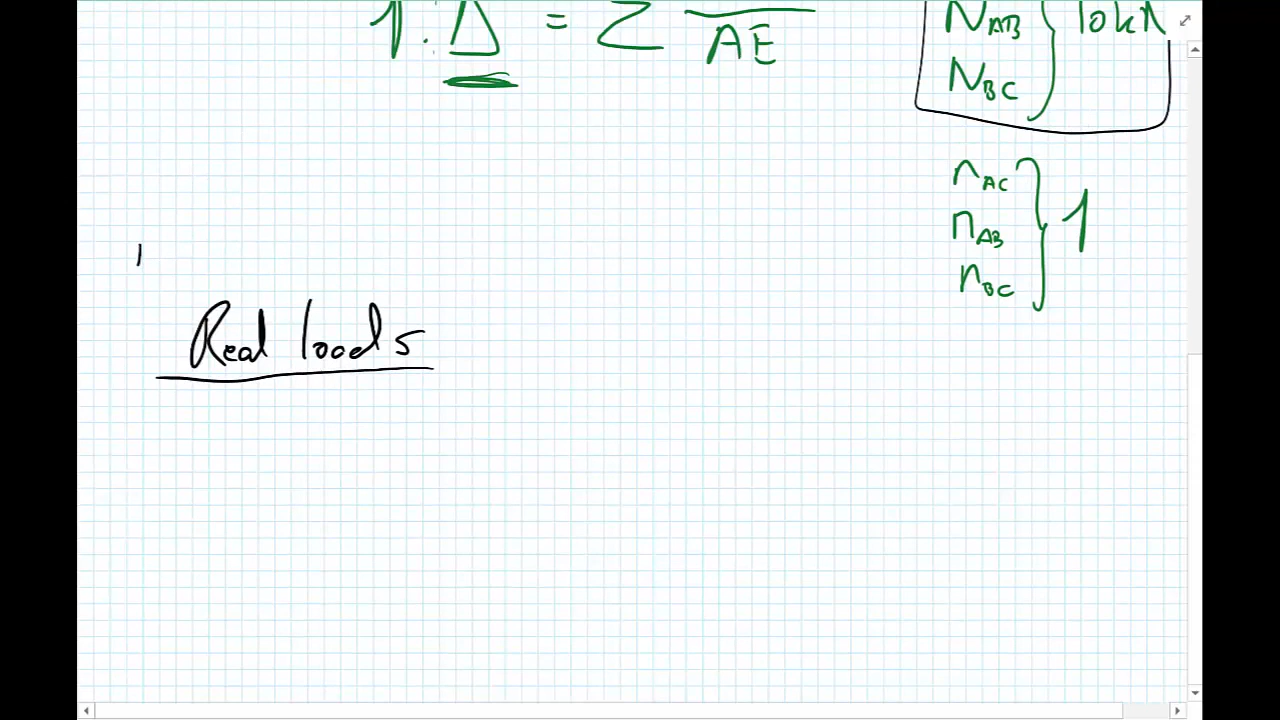 1 · Δ = Σ ―― AE
N_AB } 10kN
N_BC
n_AC
n_AB } 1
n_BC
Real loads